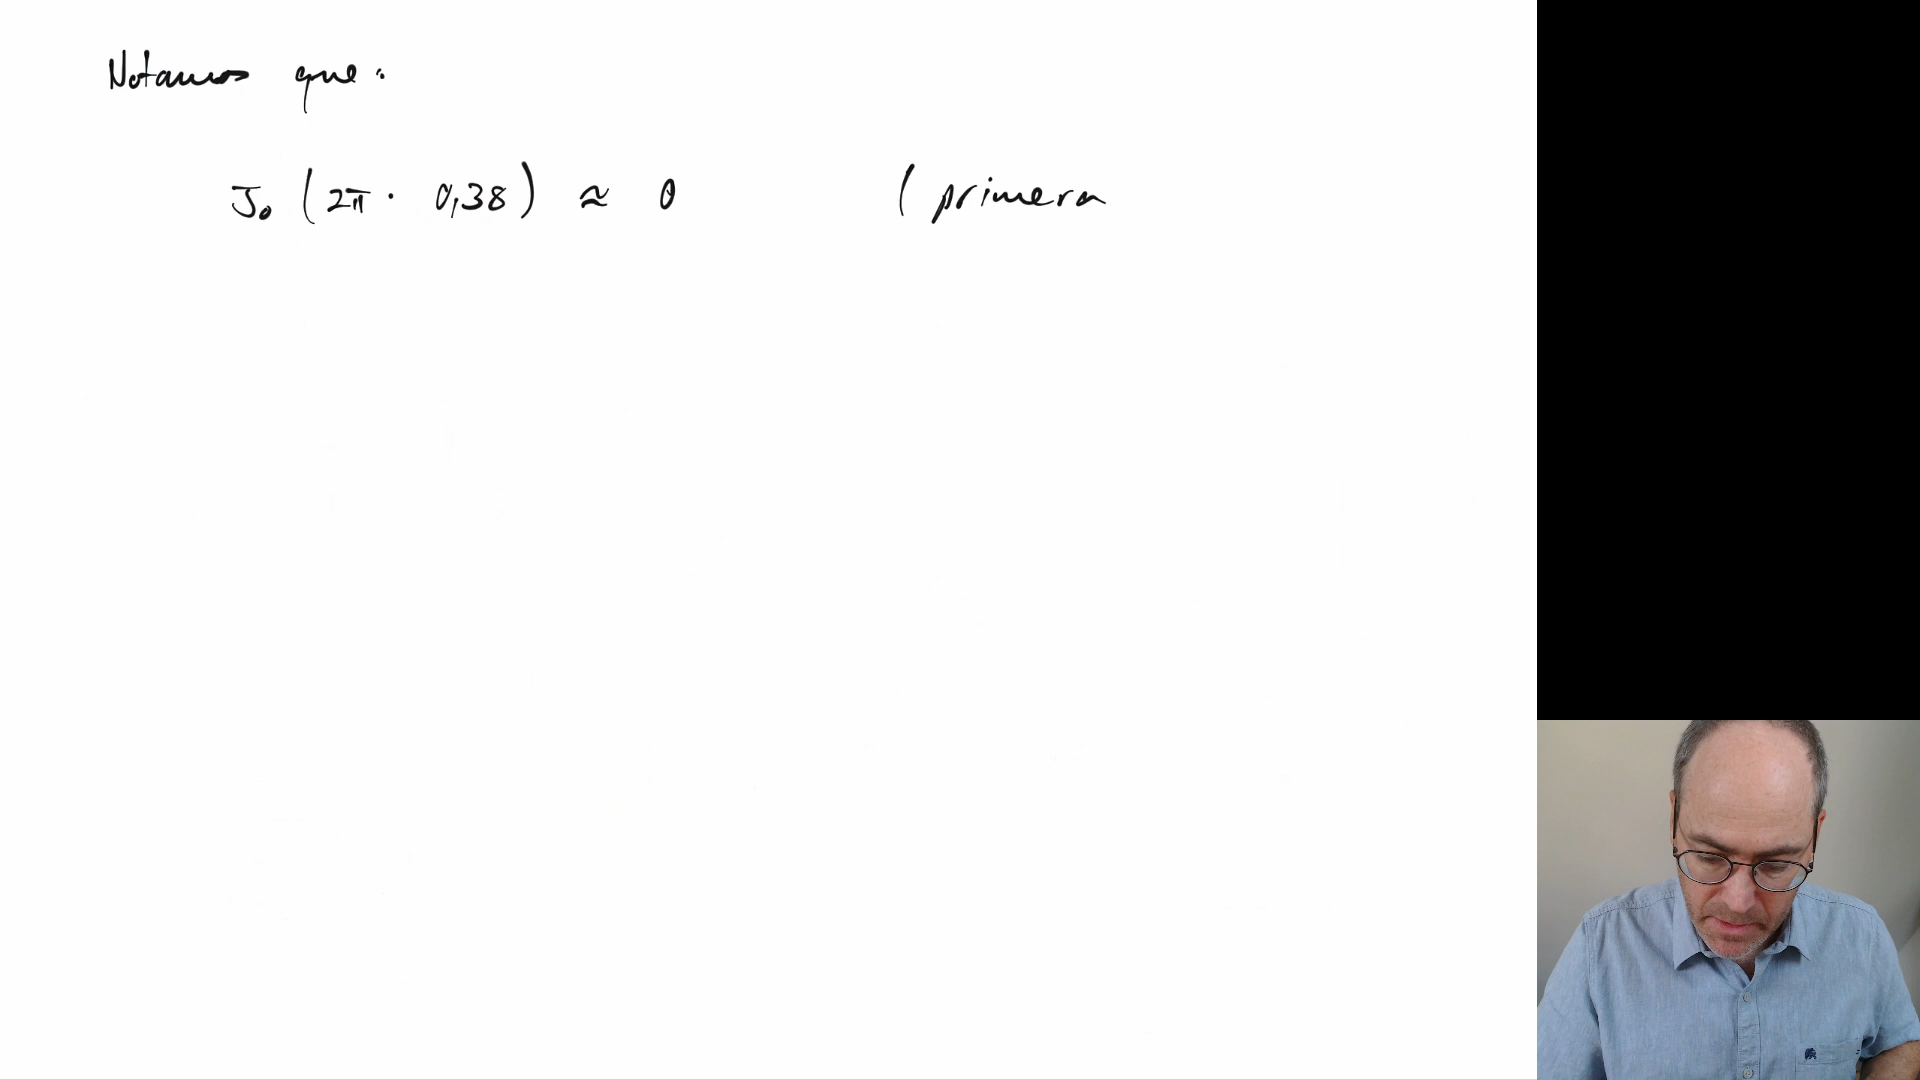 Notamos que:
J₀ (2π · 0,38) ≈ 0 (primera